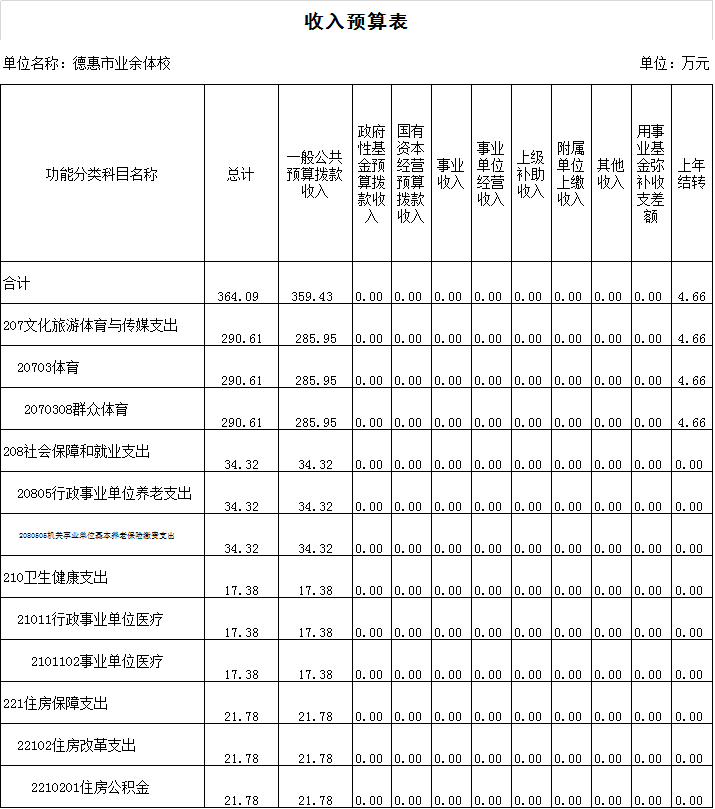 收入预算表
单位名称：德惠市业余体校 单位：万元
功能分类科目名称 总计 一般公共预算拨款收入 政府性基金预算拨款收入 国有资本经营预算拨款收入 事业收入 事业单位经营收入 上级补助收入 附属单位上缴收入 其他收入 用事业基金弥补收支差额 上年结转
合计 364.09 359.43 0.00 0.00 0.00 0.00 0.00 0.00 0.00 0.00 4.66
207文化旅游体育与传媒支出 290.61 285.95 0.00 0.00 0.00 0.00 0.00 0.00 0.00 0.00 4.66
20703体育 290.61 285.95 0.00 0.00 0.00 0.00 0.00 0.00 0.00 0.00 4.66
2070308群众体育 290.61 285.95 0.00 0.00 0.00 0.00 0.00 0.00 0.00 0.00 4.66
208社会保障和就业支出 34.32 34.32 0.00 0.00 0.00 0.00 0.00 0.00 0.00 0.00 0.00
20805行政事业单位养老支出 34.32 34.32 0.00 0.00 0.00 0.00 0.00 0.00 0.00 0.00 0.00
2080505机关事业单位基本养老保险缴费支出 34.32 34.32 0.00 0.00 0.00 0.00 0.00 0.00 0.00 0.00 0.00
210卫生健康支出 17.38 17.38 0.00 0.00 0.00 0.00 0.00 0.00 0.00 0.00 0.00
21011行政事业单位医疗 17.38 17.38 0.00 0.00 0.00 0.00 0.00 0.00 0.00 0.00 0.00
2101102事业单位医疗 17.38 17.38 0.00 0.00 0.00 0.00 0.00 0.00 0.00 0.00 0.00
221住房保障支出 21.78 21.78 0.00 0.00 0.00 0.00 0.00 0.00 0.00 0.00 0.00
22102住房改革支出 21.78 21.78 0.00 0.00 0.00 0.00 0.00 0.00 0.00 0.00 0.00
2210201住房公积金 21.78 21.78 0.00 0.00 0.00 0.00 0.00 0.00 0.00 0.00 0.00